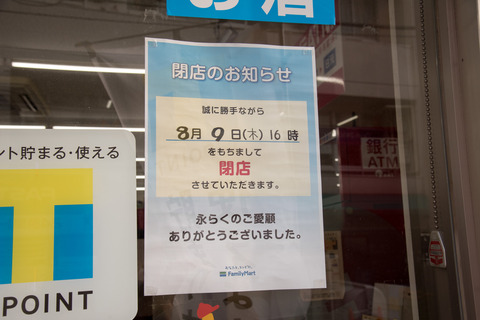 お店
閉店のお知らせ
誠に勝手ながら
8月 9日(木)16時
をもちまして
閉店
させていただきます。
永らくのご愛顧
ありがとうございました。
FamilyMart
ント貯まる・使える
T
POINT
銀行
ATM